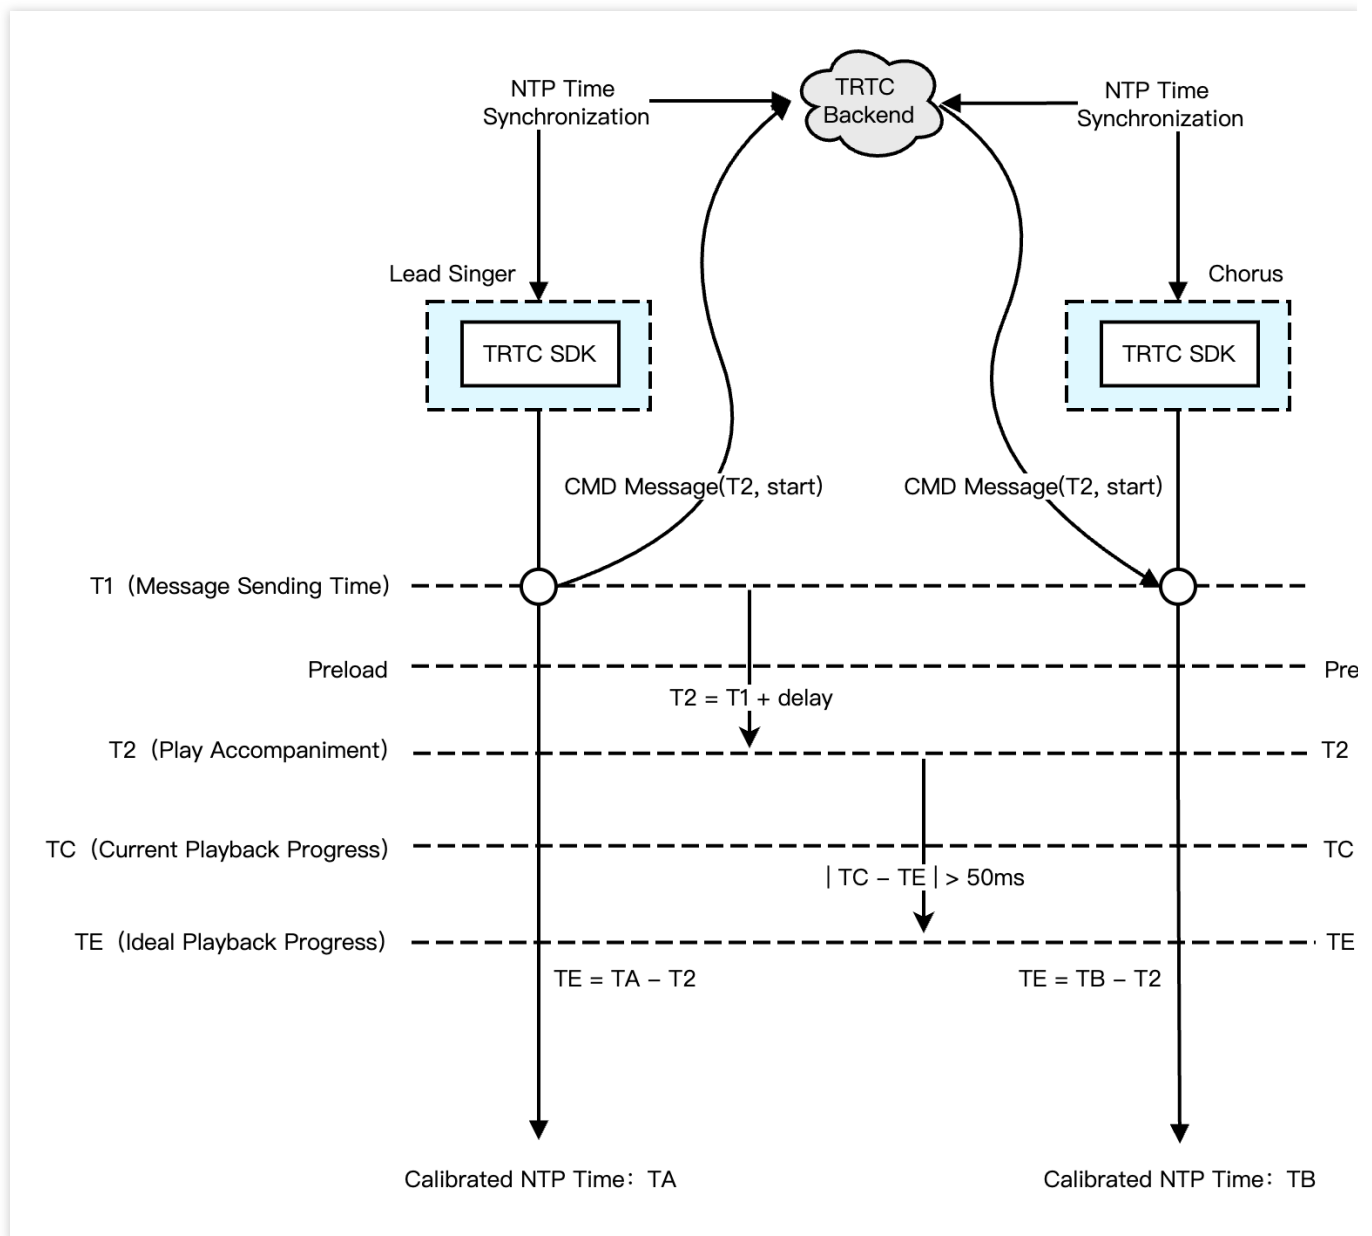 NTP Time
Synchronization
TRTC
Backend
NTP Time
Synchronization
Lead Singer
Chorus
TRTC SDK
TRTC SDK
CMD Message(T2, start)
CMD Message(T2, start)
T1（Message Sending Time）
Preload
Pre
T2 = T1 + delay
T2（Play Accompaniment）
T2
TC（Current Playback Progress）
TC
| TC – TE | > 50ms
TE（Ideal Playback Progress）
TE
TE = TA – T2
TE = TB – T2
Calibrated NTP Time：TA
Calibrated NTP Time：TB